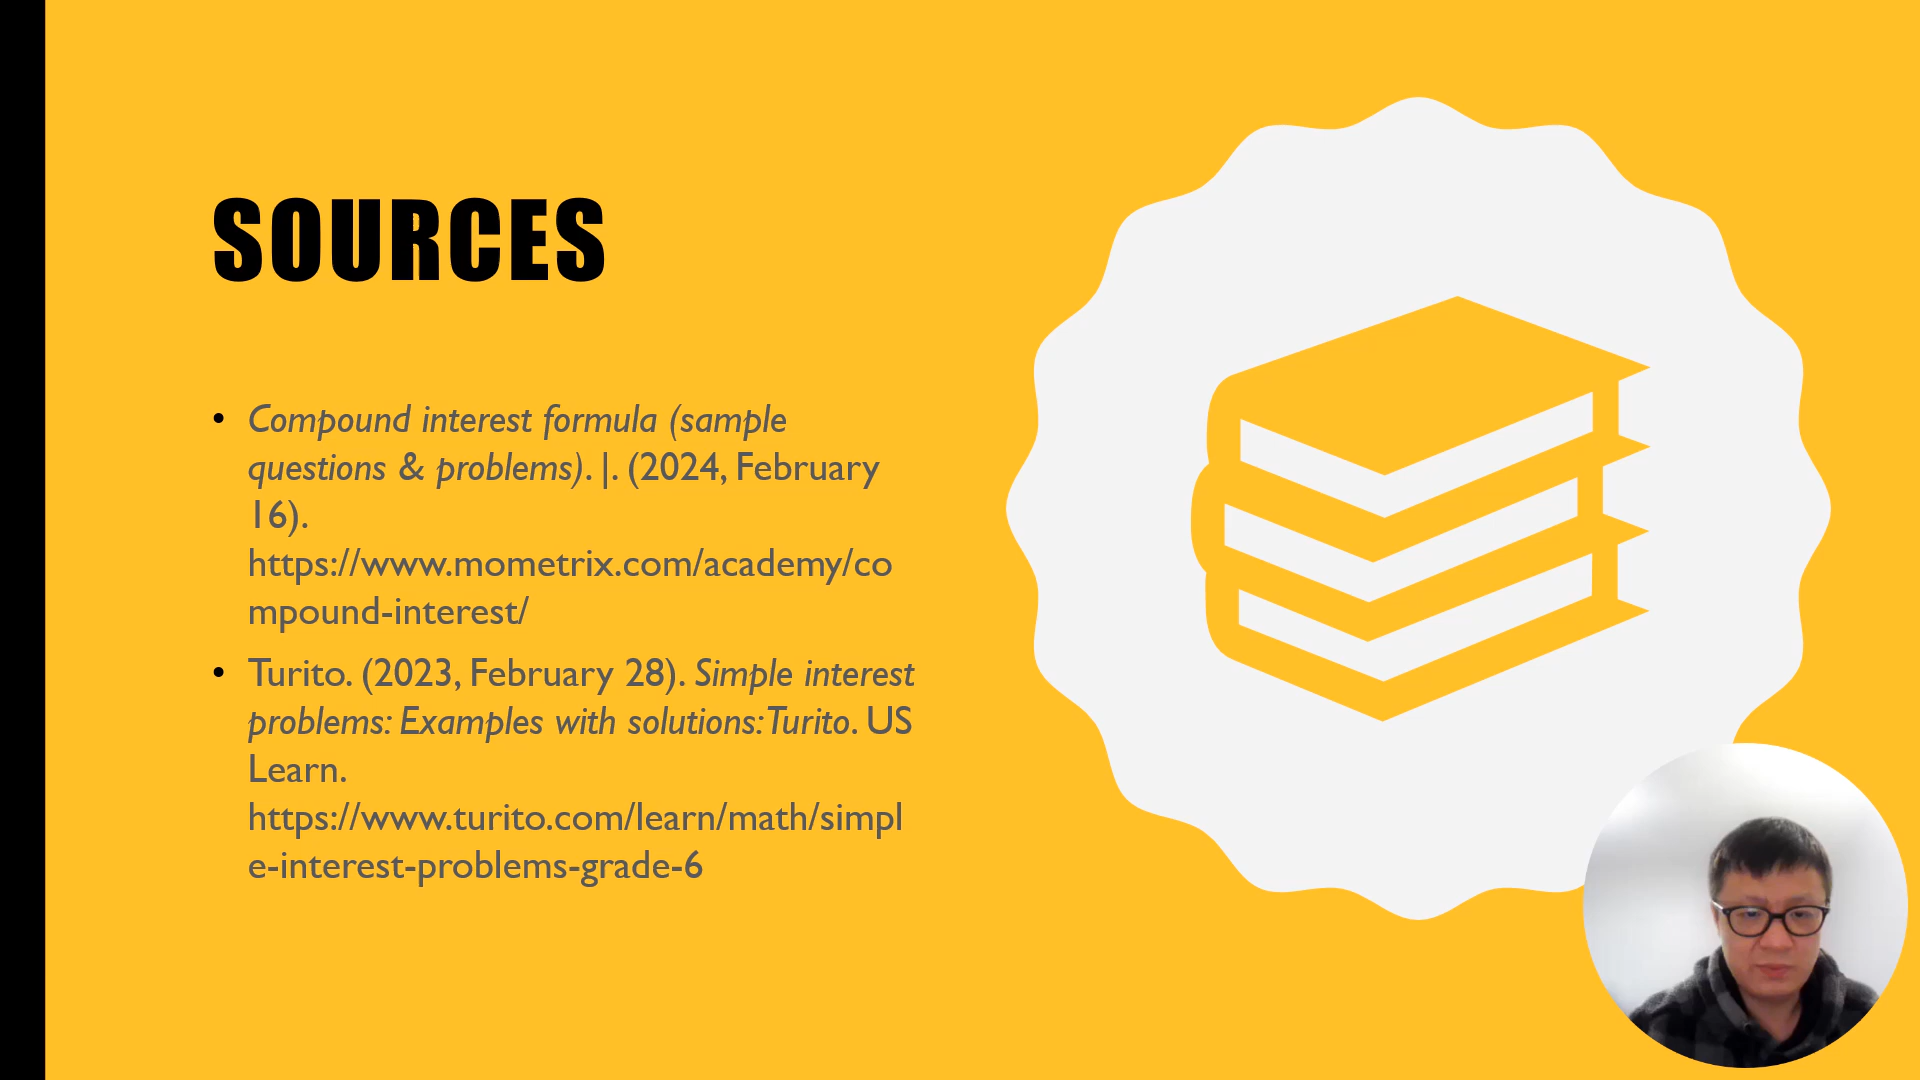 SOURCES
• Compound interest formula (sample
questions & problems). |. (2024, February
16).
https://www.mometrix.com/academy/co
mpound-interest/
• Turito. (2023, February 28). Simple interest
problems: Examples with solutions: Turito. US
Learn.
https://www.turito.com/learn/math/simpl
e-interest-problems-grade-6